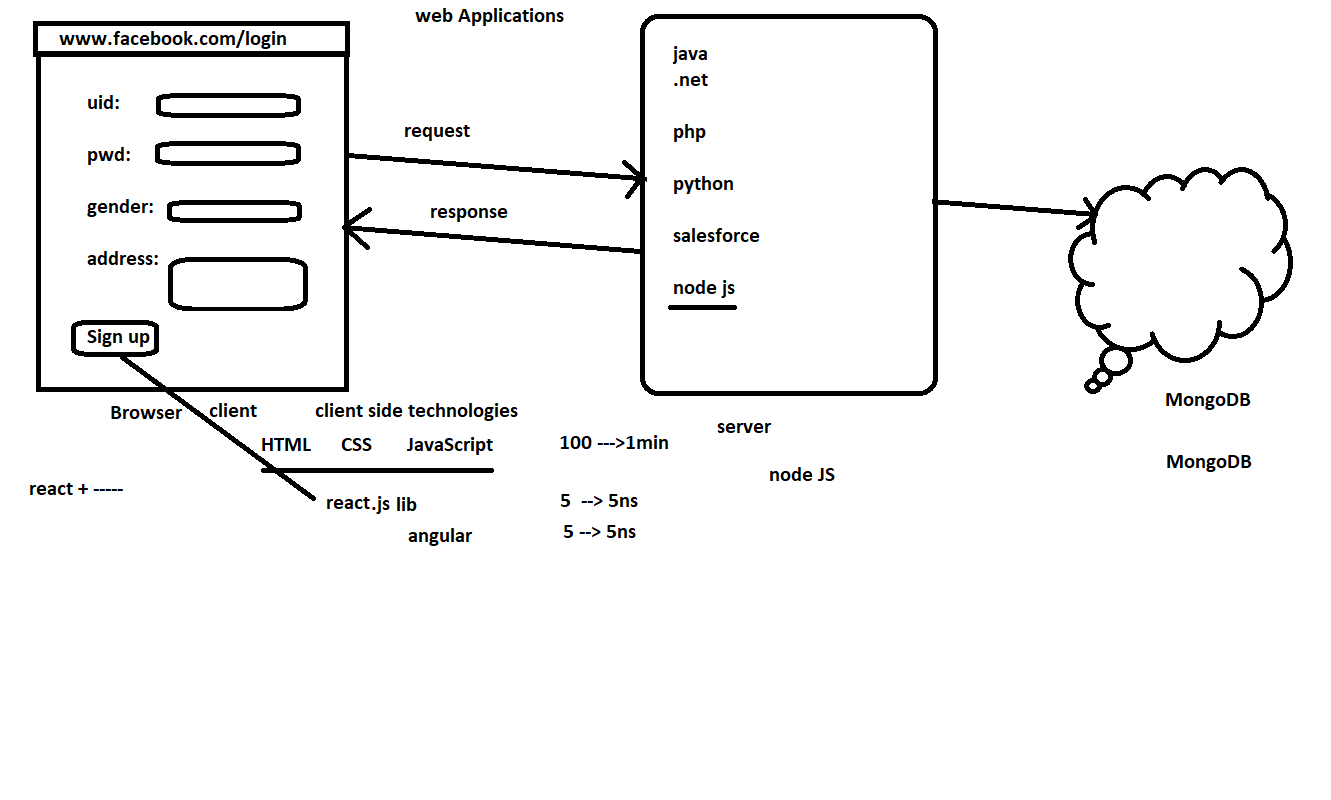 web Applications
www.facebook.com/login
uid:
pwd:
gender:
address:
Sign up
request
response
java
.net
php
python
salesforce
node js
Browser
client
client side technologies
HTML CSS JavaScript
react.js lib
angular
react + -----
100 --->1min
5 --> 5ns
5 --> 5ns
server
node JS
MongoDB
MongoDB